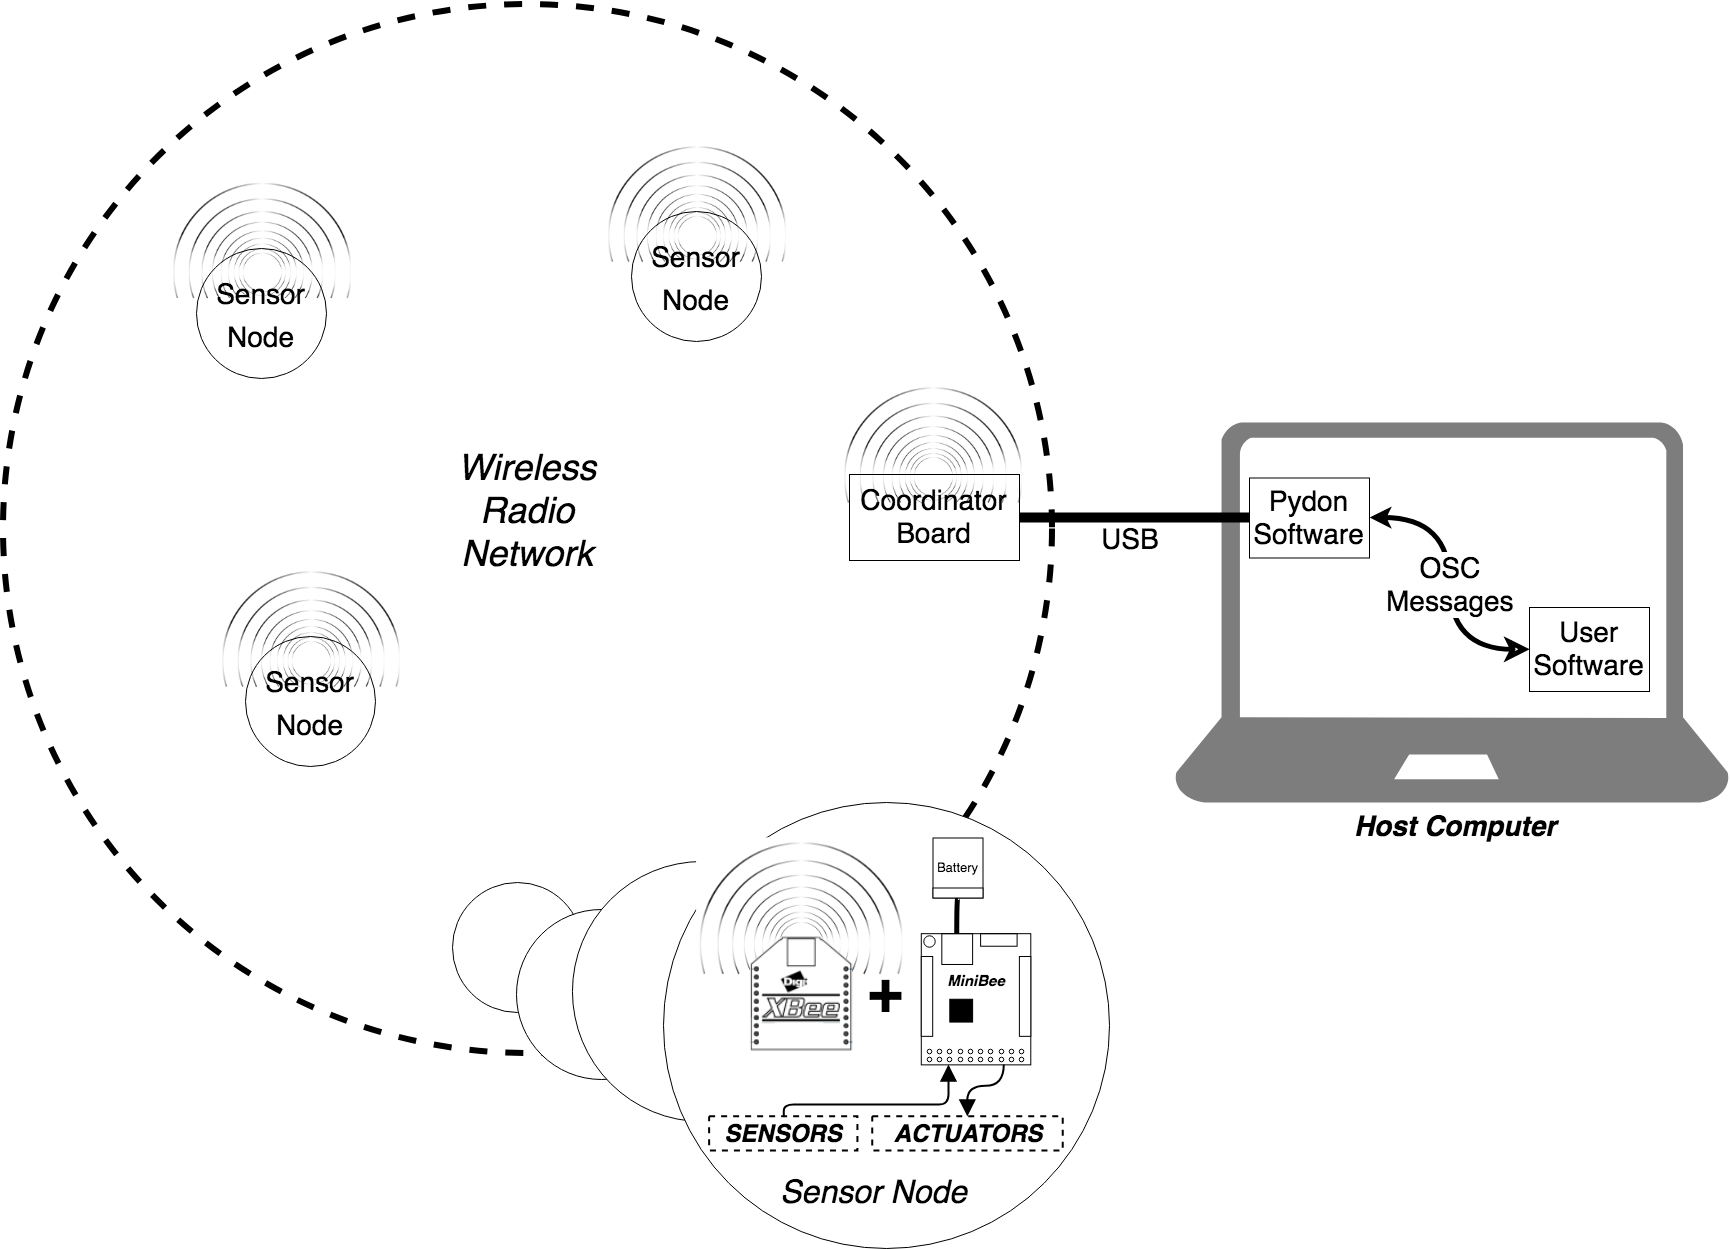 Sensor
Node
Sensor
Node
Wireless
Radio
Network
Coordinator
Board
USB
Pydon
Software
OSC
Messages
User
Software
Host Computer
Sensor
Node
Battery
Digi
XBee
+
MiniBee
SENSORS
ACTUATORS
Sensor Node